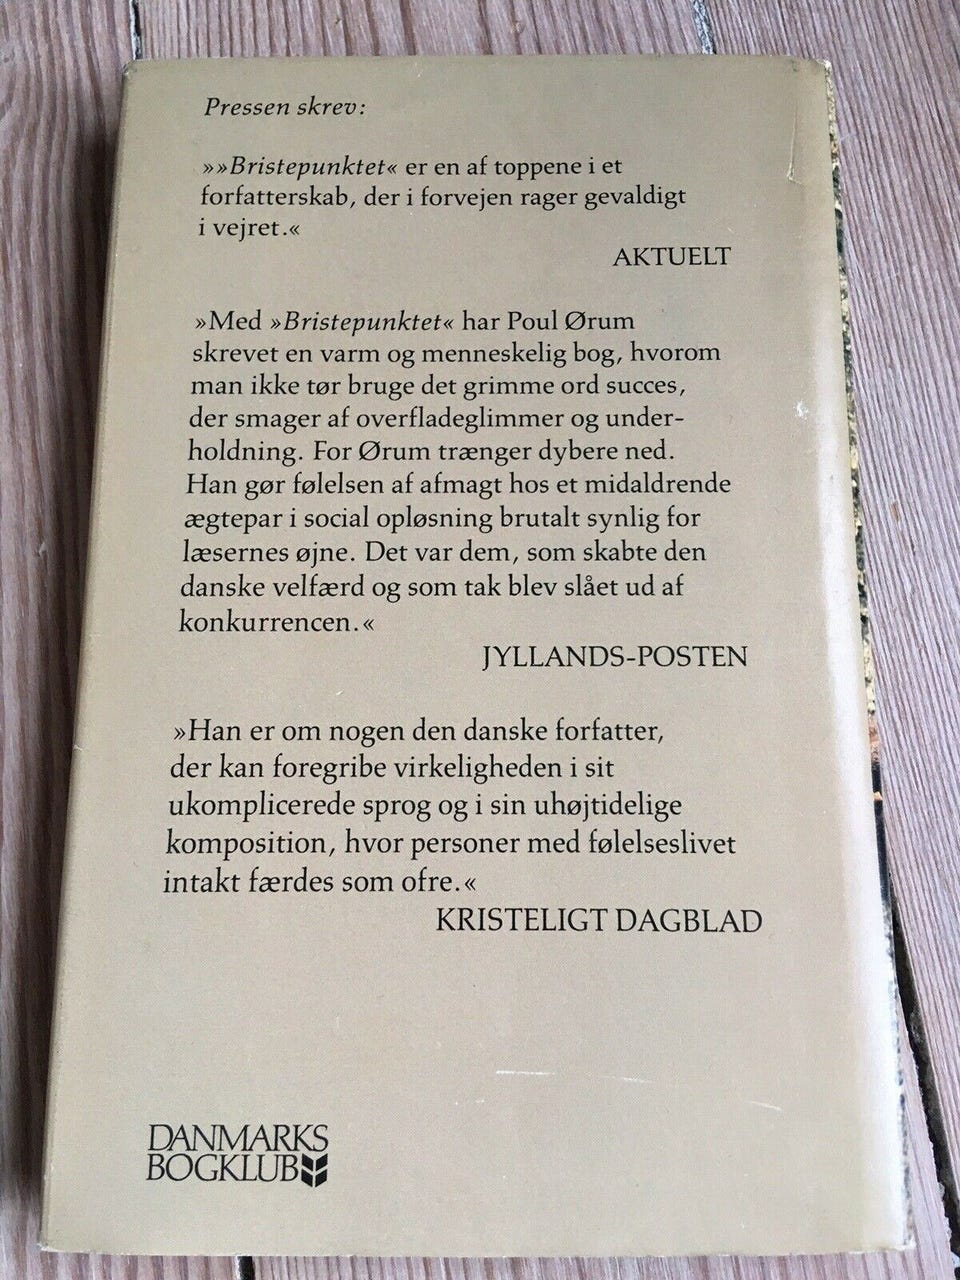 Pressen skrev:
»»Bristepunktet« er en af toppene i et
forfatterskab, der i forvejen rager gevaldigt
i vejret.«
AKTUELT
»Med »Bristepunktet« har Poul Ørum
skrevet en varm og menneskelig bog, hvorom
man ikke tør bruge det grimme ord succes,
der smager af overfladeglimmer og under-
holdning. For Ørum trænger dybere ned.
Han gør følelsen af afmagt hos et midaldrende
ægtepar i social opløsning brutalt synlig for
læsernes øjne. Det var dem, som skabte den
danske velfærd og som tak blev slået ud af
konkurrencen.«
JYLLANDS-POSTEN
»Han er om nogen den danske forfatter,
der kan foregribe virkeligheden i sit
ukomplicerede sprog og i sin uhøjtidelige
komposition, hvor personer med følelseslivet
intakt færdes som ofre.«
KRISTELIGT DAGBLAD
DANMARKS
BOGKLUB